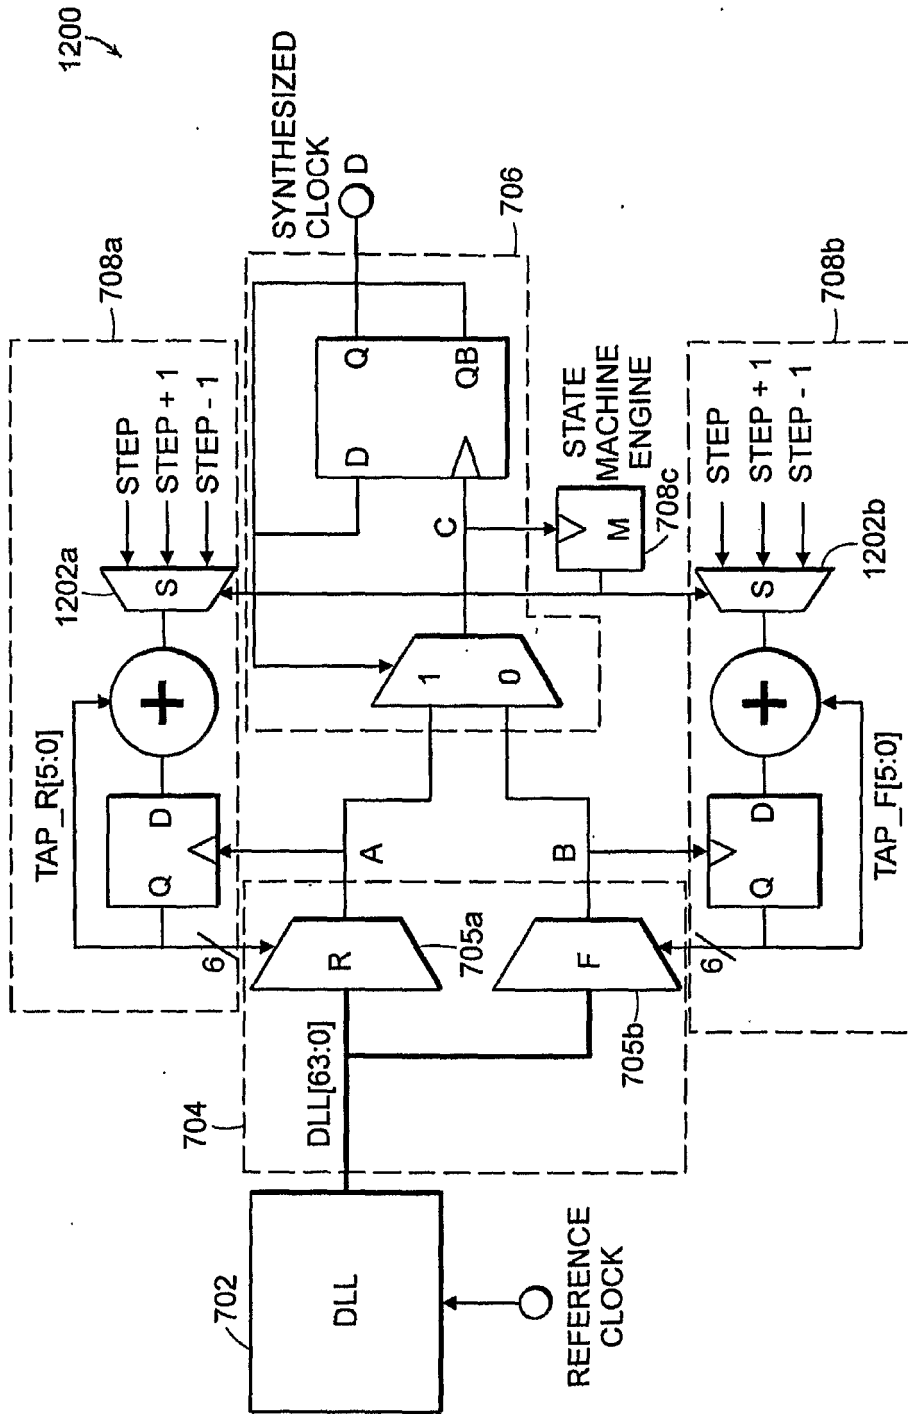 1200
708a
TAP_R[5:0]
1202a
STEP
STEP + 1
STEP - 1
S
+
D
Q
6
SYNTHESIZED
CLOCK
D
706
D
Q
QB
C
1
0
STATE
MACHINE
ENGINE
M
708c
A
B
704
DLL[63:0]
R
705a
F
705b
702
DLL
REFERENCE
CLOCK
708b
STEP
STEP + 1
STEP - 1
1202b
S
+
D
Q
6
TAP_F[5:0]